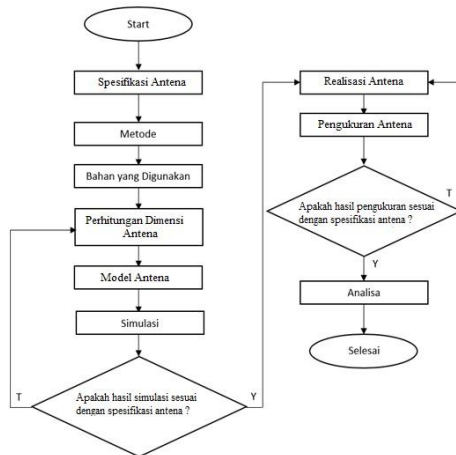 Start
Spesifikasi Antena
Metode
Bahan yang Digunakan
Perhitungan Dimensi
Antena
Model Antena
Simulasi
Apakah hasil simulasi sesuai
dengan spesifikasi antena ?
T
Y
Realisasi Antena
Pengukuran Antena
Apakah hasil pengukuran sesuai
dengan spesifikasi antena ?
T
Y
Analisa
Selesai